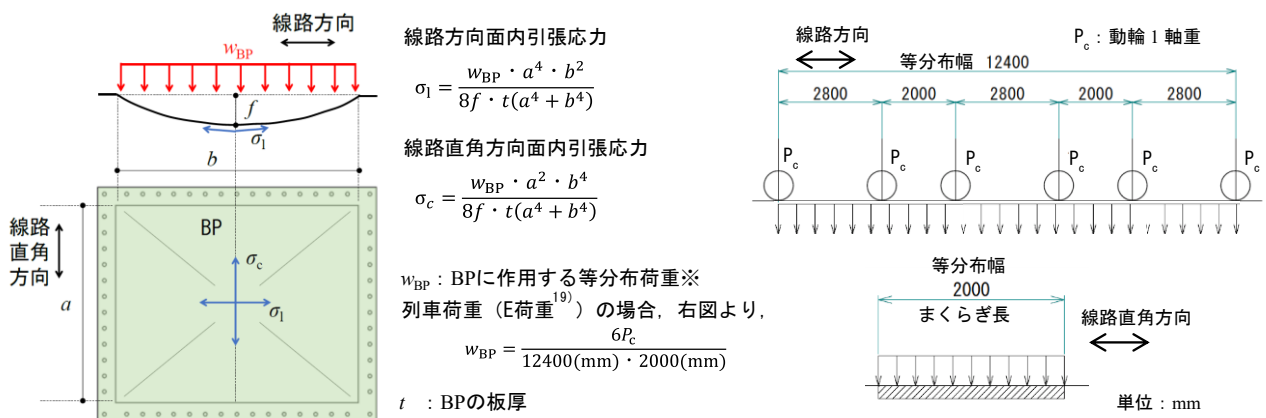 線路方向
w_BP
f
σ_l
b
線路
直角
方向
a
BP
σ_c
σ_l
線路方向面内引張応力
σ_l = w_BP・a^4・b^2 / 8f・t(a^4 + b^4)
線路直角方向面内引張応力
σ_c = w_BP・a^2・b^4 / 8f・t(a^4 + b^4)
w_BP：BPに作用する等分布荷重※
列車荷重（E荷重^19)）の場合，右図より，
w_BP = 6P_c / 12400(mm)・2000(mm)
t ：BPの板厚
線路方向
P_c：動輪1軸重
等分布幅 12400
2800 2000 2800 2000 2800
P_c P_c P_c P_c P_c P_c
等分布幅
2000
まくらぎ長
線路直角方向
単位：mm